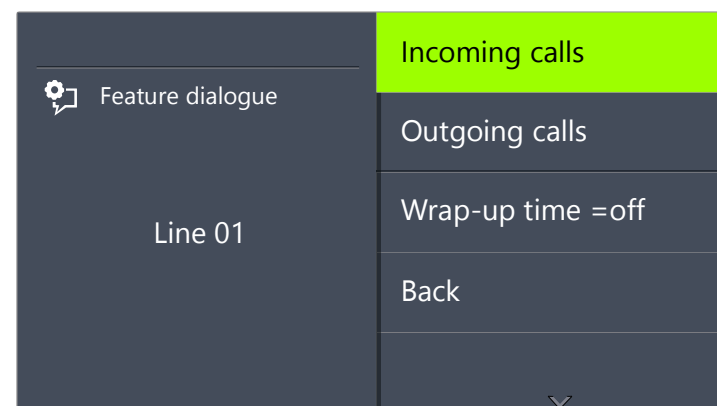 Feature dialogue
Line 01
Incoming calls
Outgoing calls
Wrap-up time =off
Back